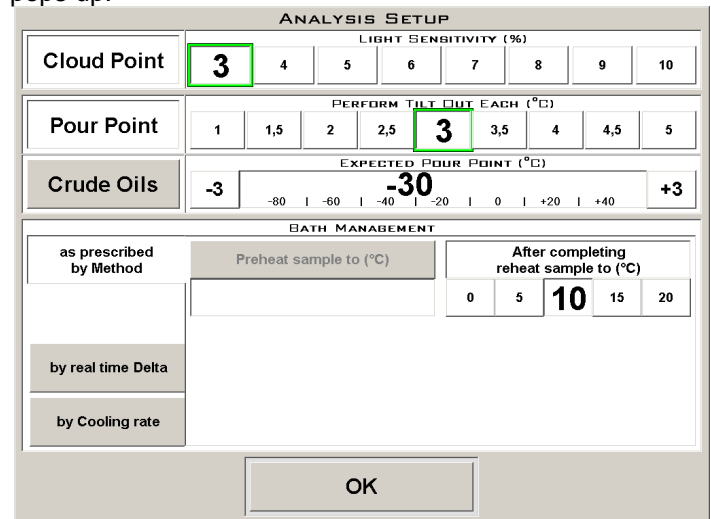 pops up:
ANALYSIS SETUP
LIGHT SENSITIVITY (%)
Cloud Point 3 4 5 6 7 8 9 10
PERFORM TILT OUT EACH (°C)
Pour Point 1 1,5 2 2,5 3 3,5 4 4,5 5
EXPECTED POUR POINT (°C)
Crude Oils -3 -30 +3
-80 | -60 | -40 | -20 | 0 | +20 | +40
BATH MANAGEMENT
as prescribed
by Method
Preheat sample to (°C)
After completing
reheat sample to (°C)
0 5 10 15 20
by real time Delta
by Cooling rate
OK